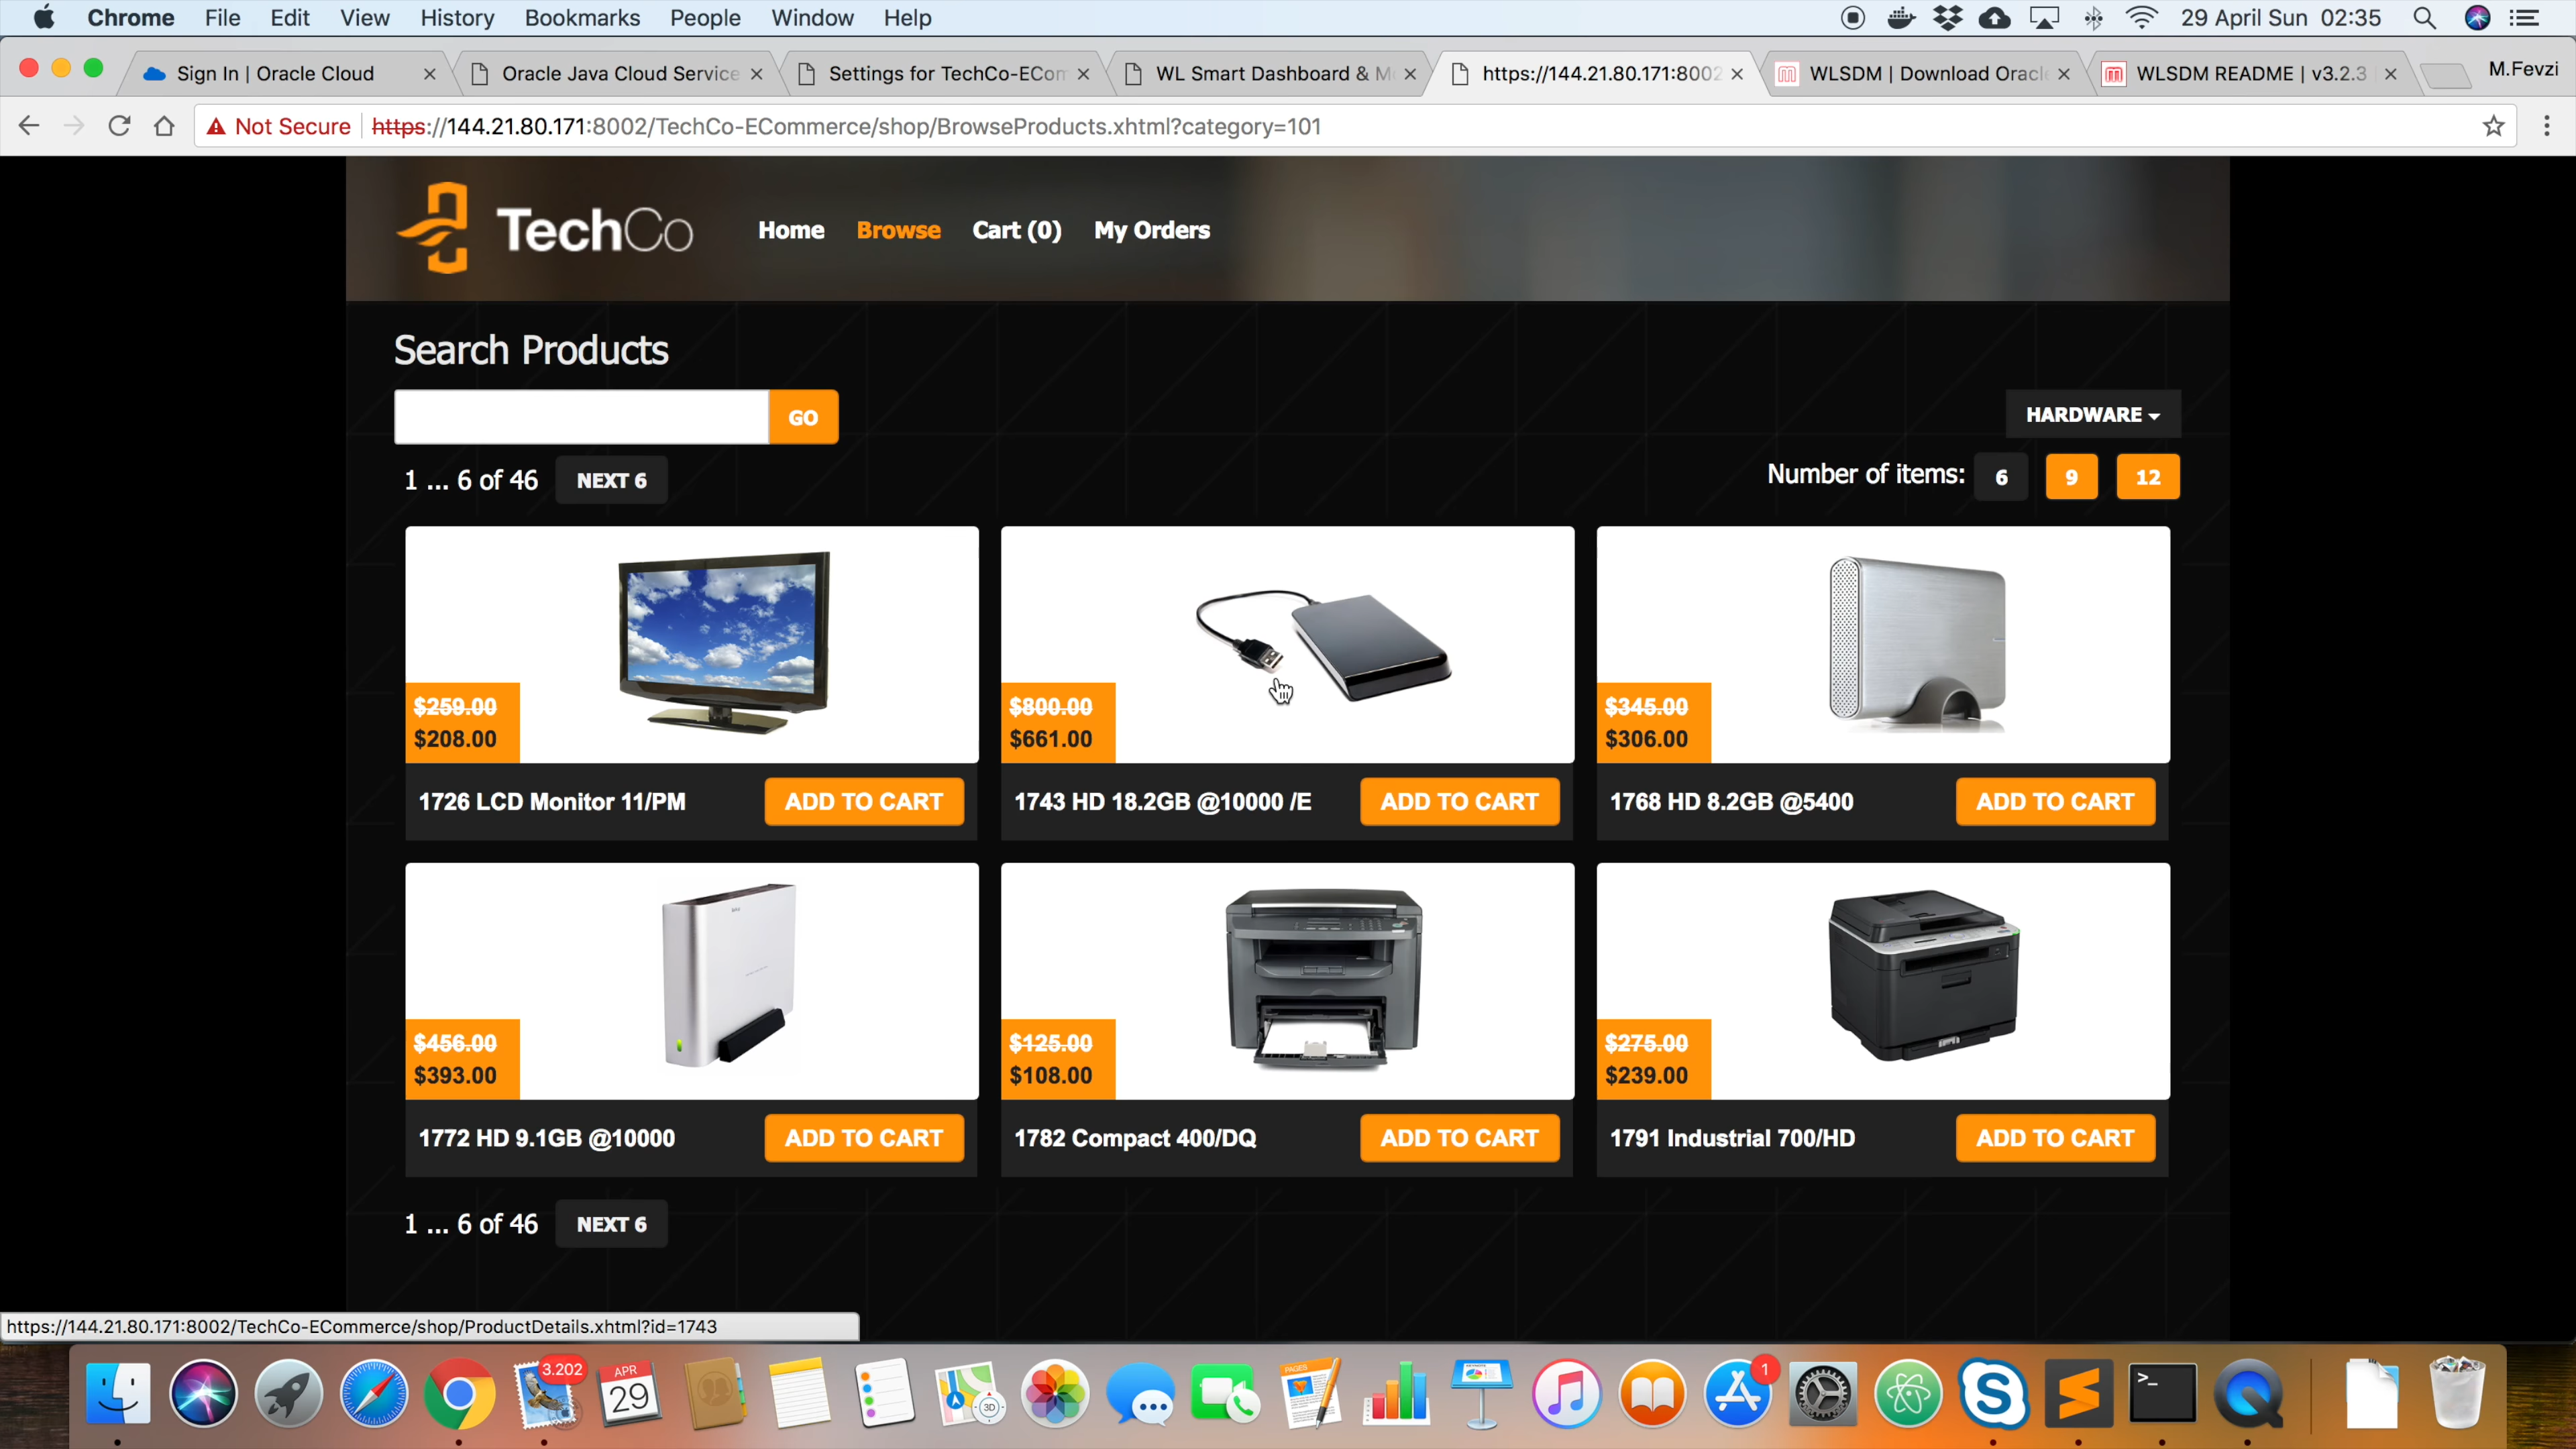 Chrome File Edit View History Bookmarks People Window Help 29 April Sun 02:35
Sign In | Oracle Cloud
Oracle Java Cloud Service
Settings for TechCo-ECom
WL Smart Dashboard & M
https://144.21.80.171:8002
WLSDM | Download Oracl
WLSDM README | v3.2.3
M.Fevzi
Not Secure https://144.21.80.171:8002/TechCo-ECommerce/shop/BrowseProducts.xhtml?category=101
TechCo Home Browse Cart (0) My Orders
Search Products
GO
HARDWARE
1 ... 6 of 46 NEXT 6
Number of items: 6 9 12
$259.00
$208.00
1726 LCD Monitor 11/PM ADD TO CART
$800.00
$661.00
1743 HD 18.2GB @10000 /E ADD TO CART
$345.00
$306.00
1768 HD 8.2GB @5400 ADD TO CART
$456.00
$393.00
1772 HD 9.1GB @10000 ADD TO CART
$125.00
$108.00
1782 Compact 400/DQ ADD TO CART
$275.00
$239.00
1791 Industrial 700/HD ADD TO CART
1 ... 6 of 46 NEXT 6
https://144.21.80.171:8002/TechCo-ECommerce/shop/ProductDetails.xhtml?id=1743
3.202
APR
29
3D
PAGES
1
>_